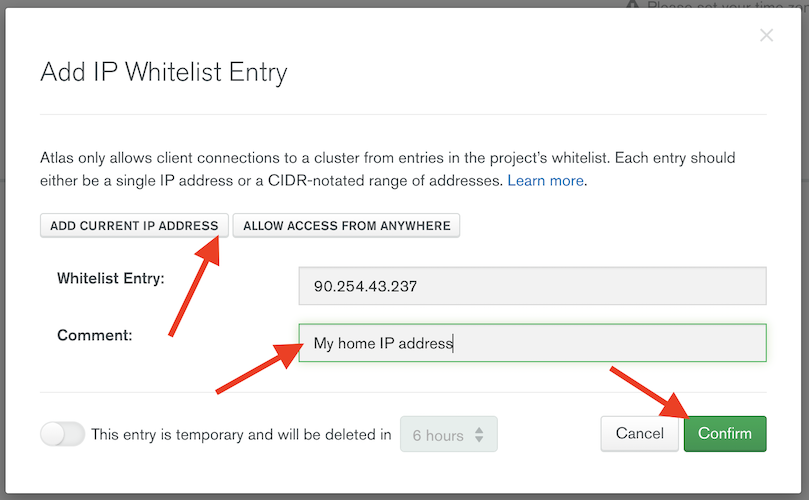 Please set your time zon
Add IP Whitelist Entry
Atlas only allows client connections to a cluster from entries in the project's whitelist. Each entry should
either be a single IP address or a CIDR-notated range of addresses. Learn more.
ADD CURRENT IP ADDRESS ALLOW ACCESS FROM ANYWHERE
Whitelist Entry: 90.254.43.237
Comment: My home IP address
This entry is temporary and will be deleted in 6 hours Cancel Confirm